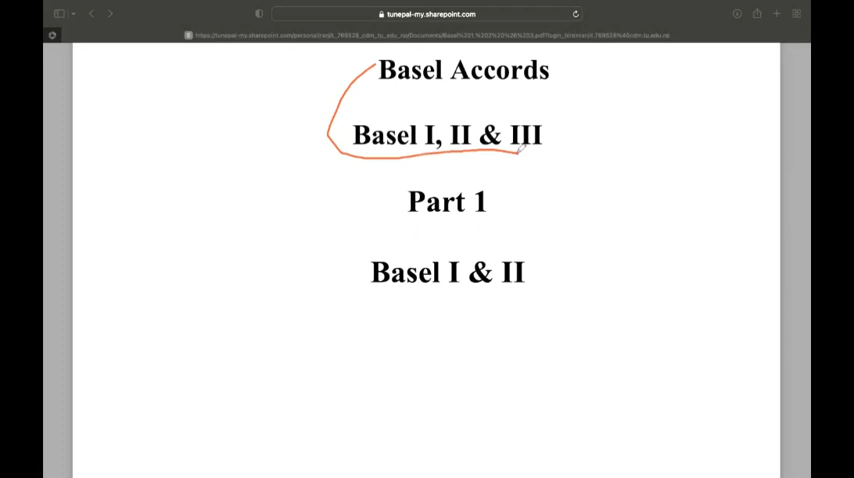 tunepal-my.sharepoint.com
Basel Accords
Basel I, II & III
Part 1
Basel I & II